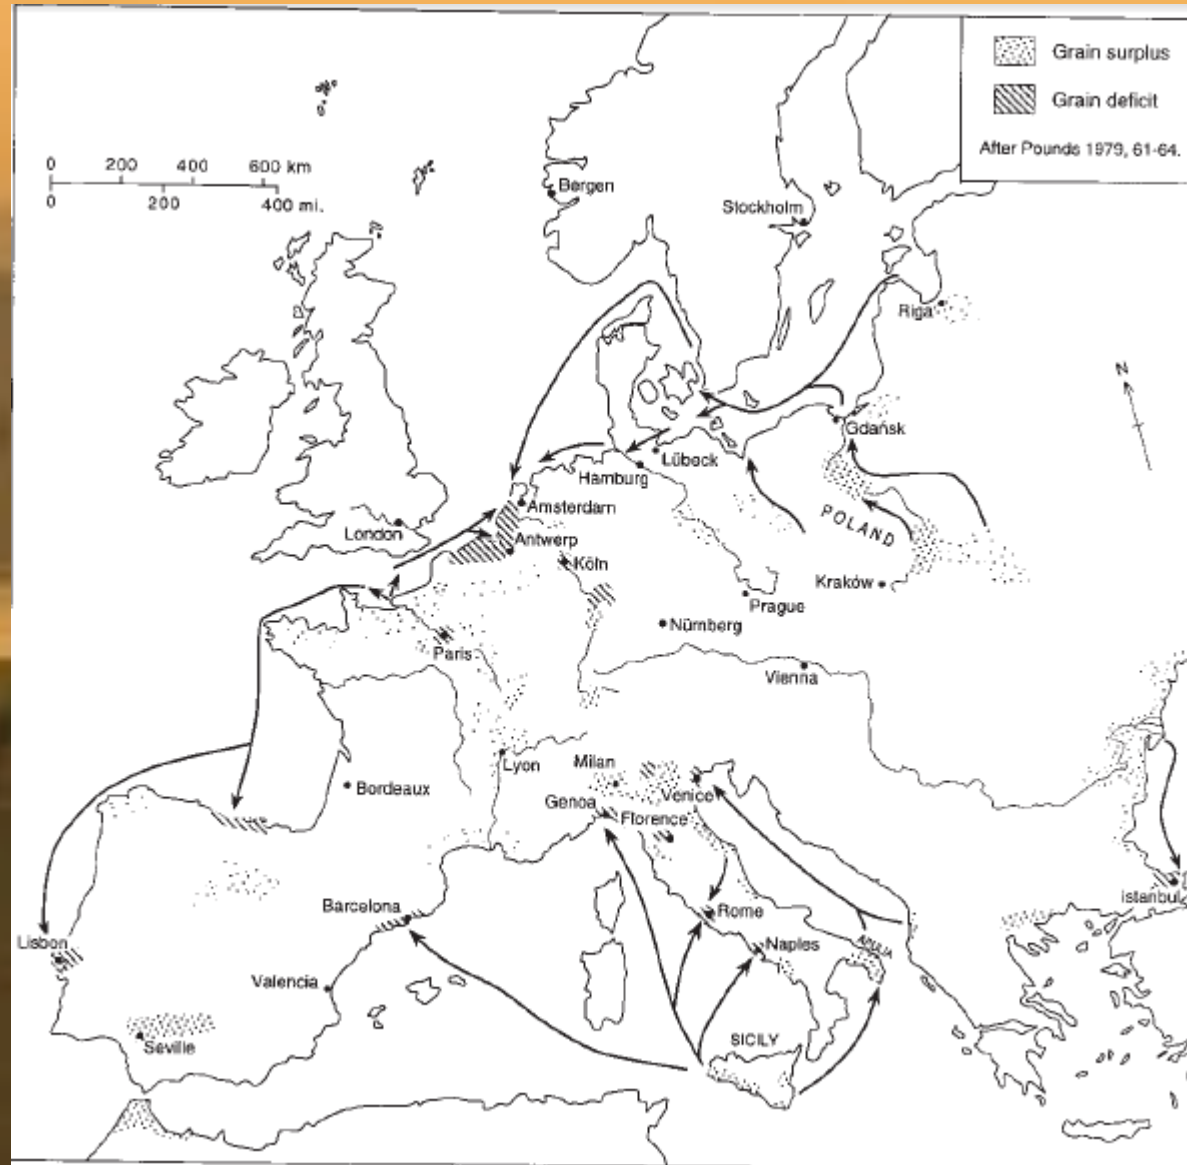 Grain surplus
Grain deficit
After Pounds 1979, 61-64.
0 200 400 600 km
0 200 400 mi.
Bergen
Stockholm
Riga
N
Gdańsk
Lübeck
Hamburg
Amsterdam
POLAND
London
Antwerp
Köln
Kraków
Prague
Nürnberg
Paris
Vienna
Lyon
Milan
Bordeaux
Venice
Genoa
Florence
istanbul
Barcelona
Rome
Lisbon
Naples
APULIA
Valencia
SICILY
Seville